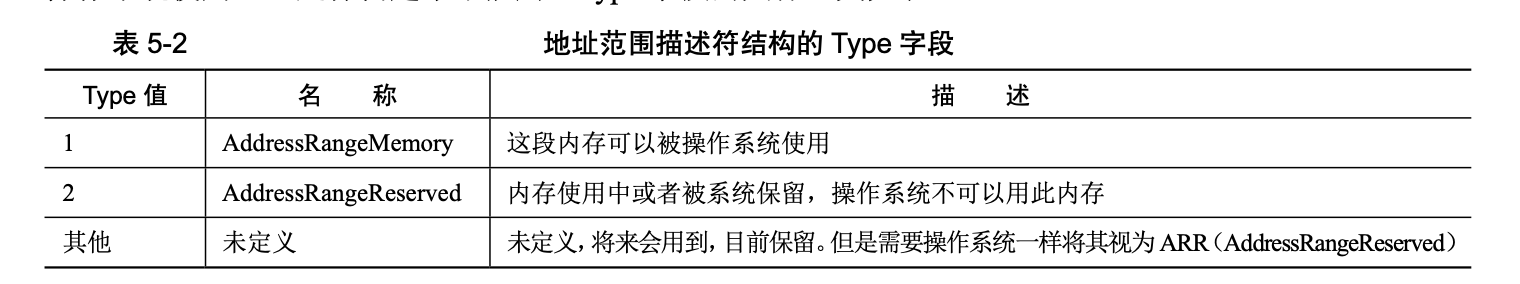 表 5-2 地址范围描述符结构的 Type 字段
Type 值 名 称 描 述
1 AddressRangeMemory 这段内存可以被操作系统使用
2 AddressRangeReserved 内存使用中或者被系统保留，操作系统不可以用此内存
其他 未定义 未定义，将来会用到，目前保留。但是需要操作系统一样将其视为 ARR（AddressRangeReserved）